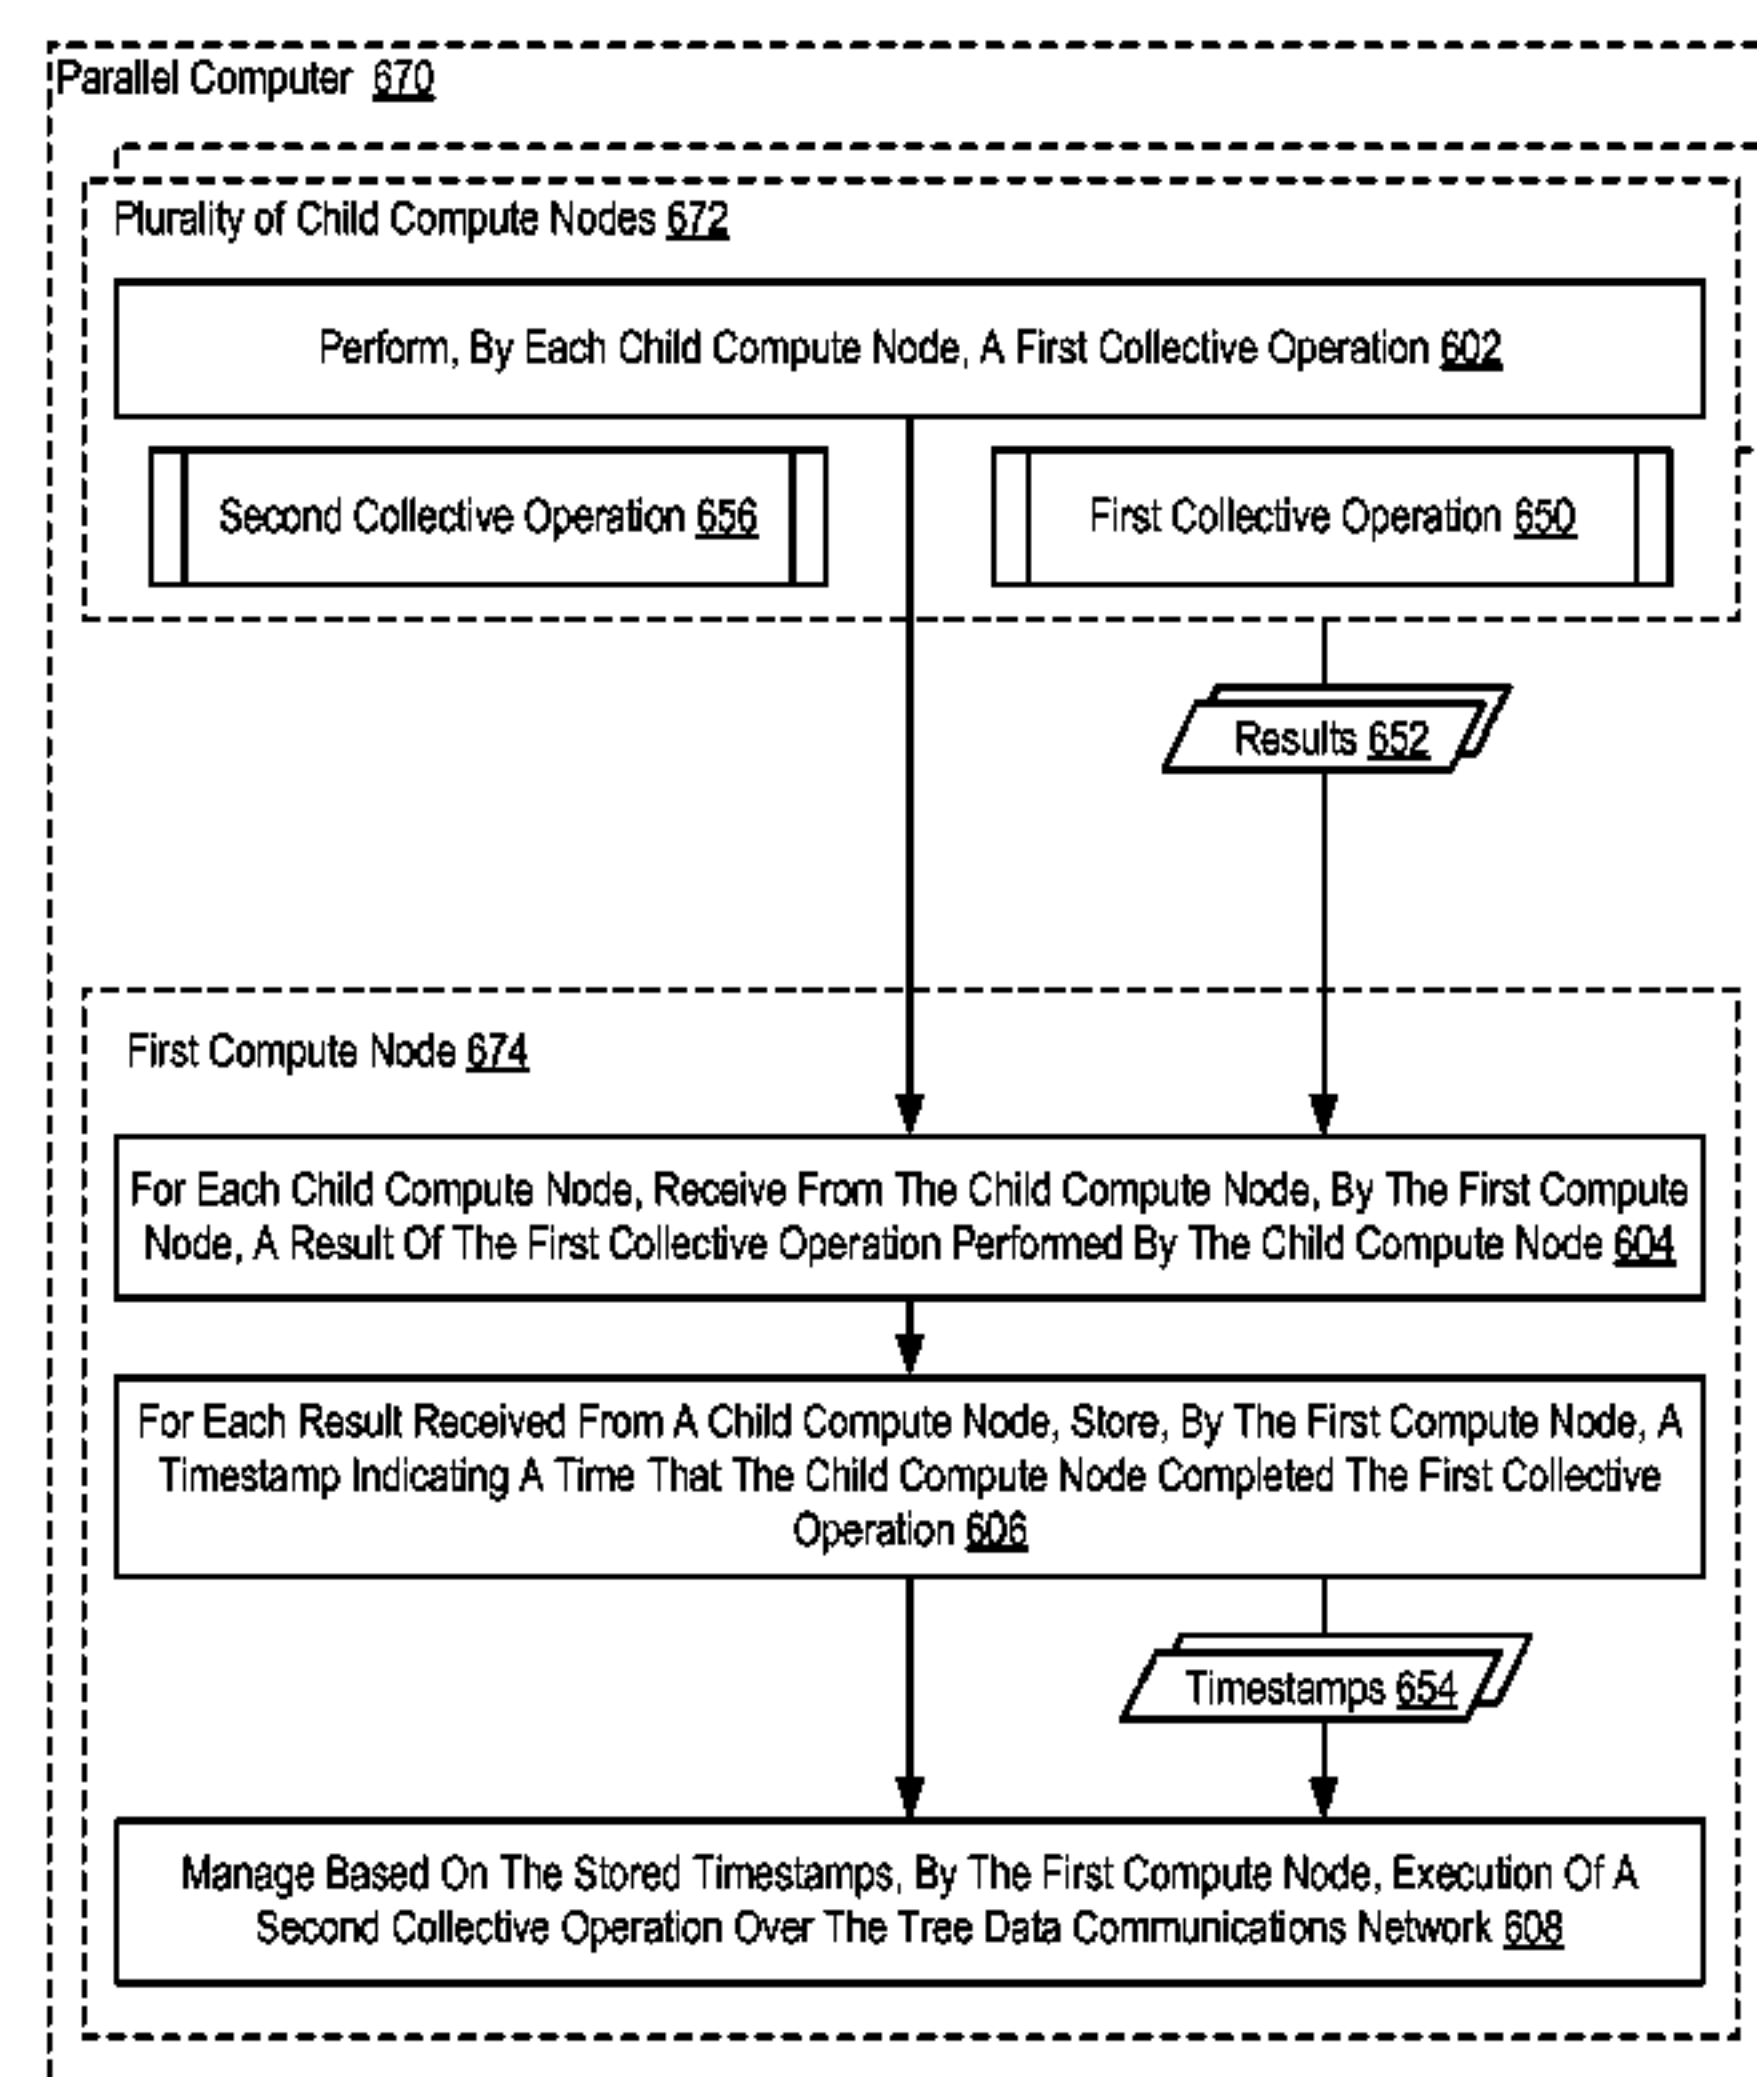 Parallel Computer 670
Plurality of Child Compute Nodes 672
Perform, By Each Child Compute Node, A First Collective Operation 602
Second Collective Operation 656
First Collective Operation 650
Results 652
First Compute Node 674
For Each Child Compute Node, Receive From The Child Compute Node, By The First Compute
Node, A Result Of The First Collective Operation Performed By The Child Compute Node 604
For Each Result Received From A Child Compute Node, Store, By The First Compute Node, A
Timestamp Indicating A Time That The Child Compute Node Completed The First Collective
Operation 606
Timestamps 654
Manage Based On The Stored Timestamps, By The First Compute Node, Execution Of A
Second Collective Operation Over The Tree Data Communications Network 608